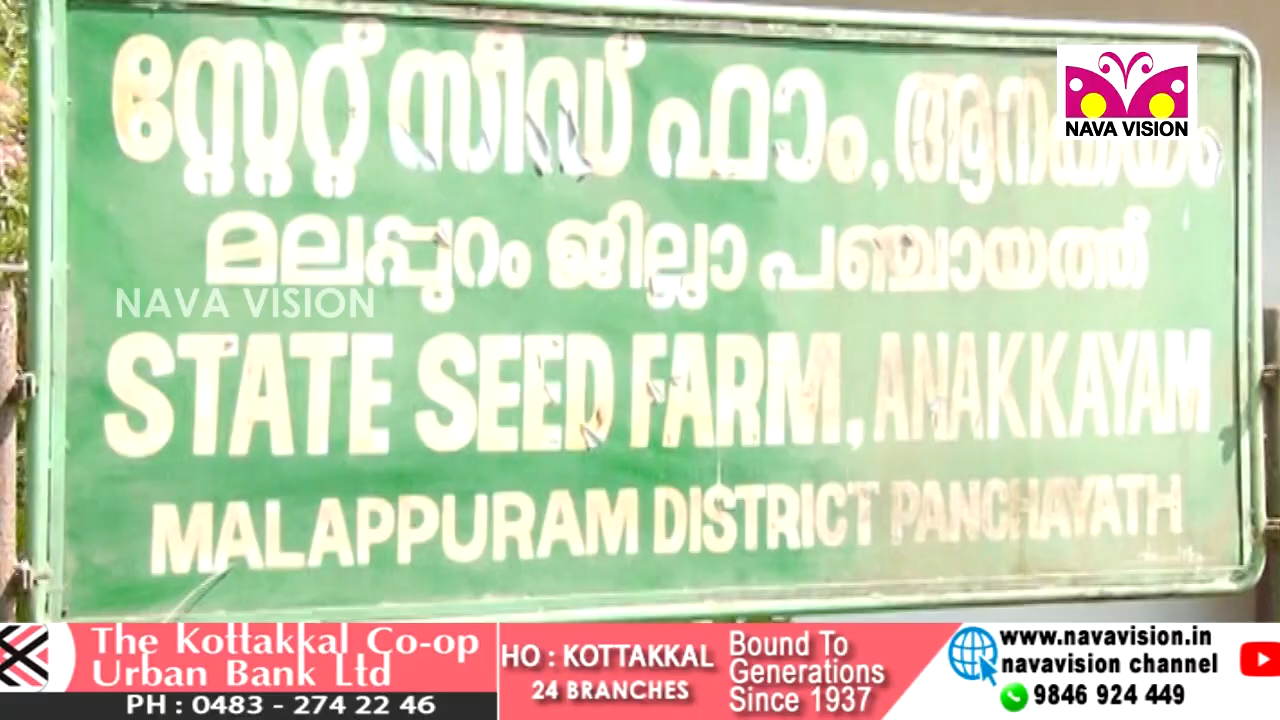 സ്റ്റേറ്റ് സീഡ് ഫാം, ആനക്കയം
NAVA VISION
മലപ്പുറം ജില്ലാ പഞ്ചായത്ത്
NAVA VISION
STATE SEED FARM, ANAKKAYAM
MALAPPURAM DISTRICT PANCHAYATH
The Kottakkal Co-op
Urban Bank Ltd
PH : 0483 - 274 22 46
HO : KOTTAKKAL
24 BRANCHES
Bound To
Generations
Since 1937
www.navavision.in
navavision channel
9846 924 449